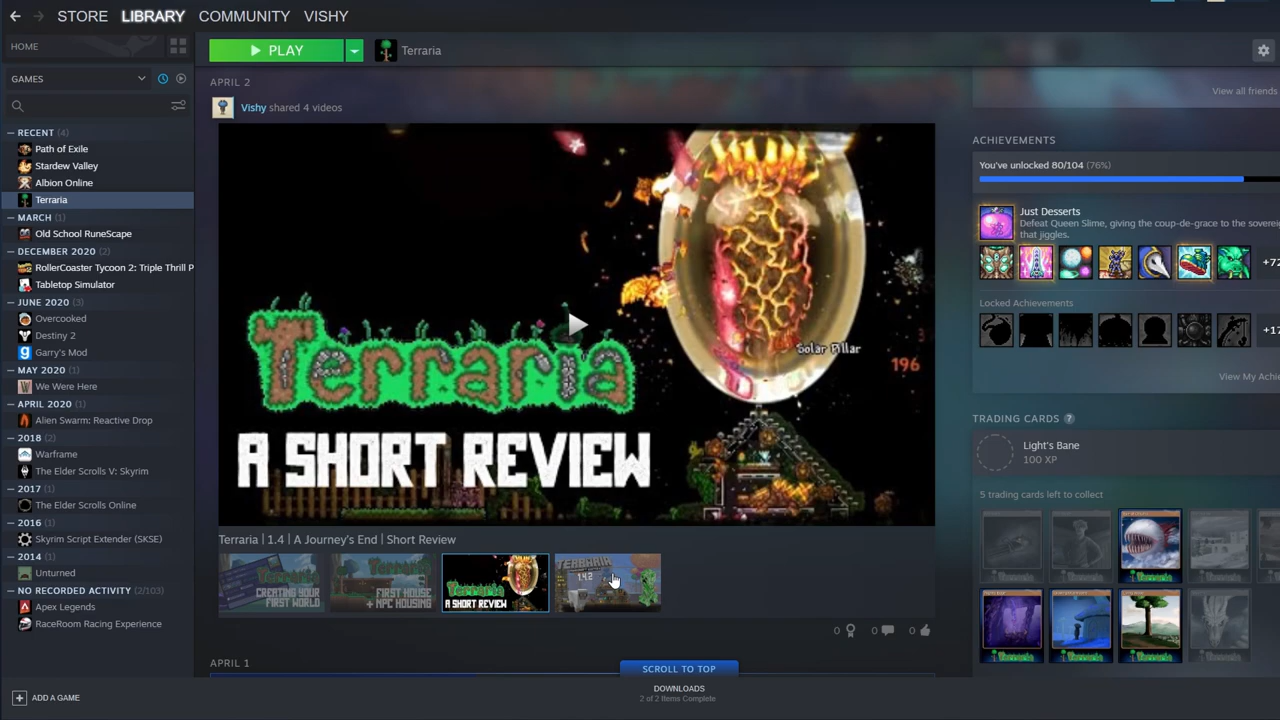 STORE LIBRARY COMMUNITY VISHY
HOME
GAMES
RECENT (4)
Path of Exile
Stardew Valley
Albion Online
Terraria
MARCH (1)
Old School RuneScape
DECEMBER 2020 (2)
RollerCoaster Tycoon 2: Triple Thrill P
Tabletop Simulator
JUNE 2020 (3)
Overcooked
Destiny 2
Garry's Mod
MAY 2020 (1)
We Were Here
APRIL 2020 (1)
Alien Swarm: Reactive Drop
2018 (2)
Warframe
The Elder Scrolls V: Skyrim
2017 (1)
The Elder Scrolls Online
2016 (1)
Skyrim Script Extender (SKSE)
2014 (1)
Unturned
NO RECORDED ACTIVITY (2/103)
Apex Legends
RaceRoom Racing Experience
ADD A GAME
PLAY
Terraria
APRIL 2
Vishy shared 4 videos
Solar Pillar
196
Terraria
A SHORT REVIEW
Terraria | 1.4 | A Journey's End | Short Review
Terraria
CREATING YOUR
FIRST WORLD
Terraria
FIRST HOUSE
+ NPC HOUSING
Terraria
A SHORT REVIEW
TERRARIA
1.4.2
0 0 0
APRIL 1
SCROLL TO TOP
DOWNLOADS
2 of 2 Items Complete
View all friends
ACHIEVEMENTS
You've unlocked 80/104 (76%)
Just Desserts
Defeat Queen Slime, giving the coup-de-grace to the sovereig
that jiggles.
+72
Locked Achievements
+17
View My Achie
TRADING CARDS ?
Light's Bane
100 XP
5 trading cards left to collect